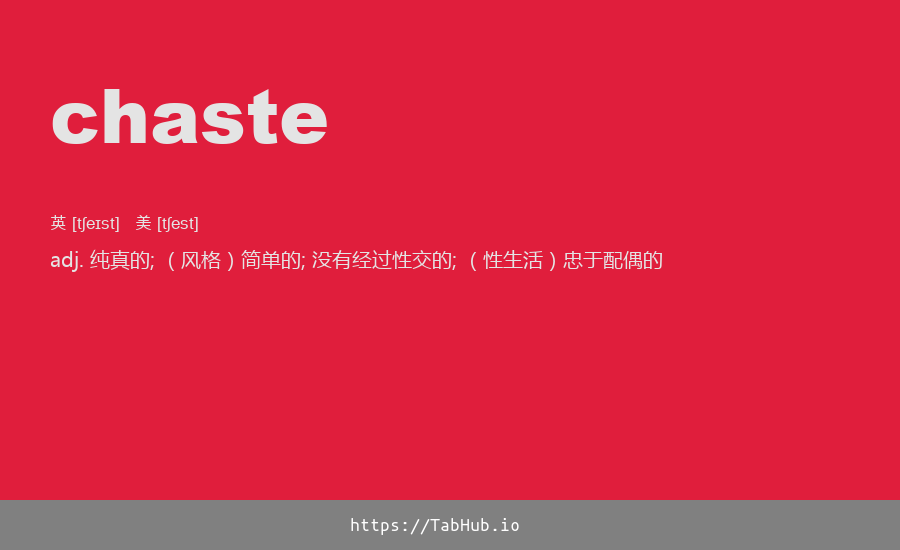 chaste
英 [tʃeɪst] 美 [tʃest]
adj. 纯真的; （风格）简单的; 没有经过性交的; （性生活）忠于配偶的
https://TabHub.io